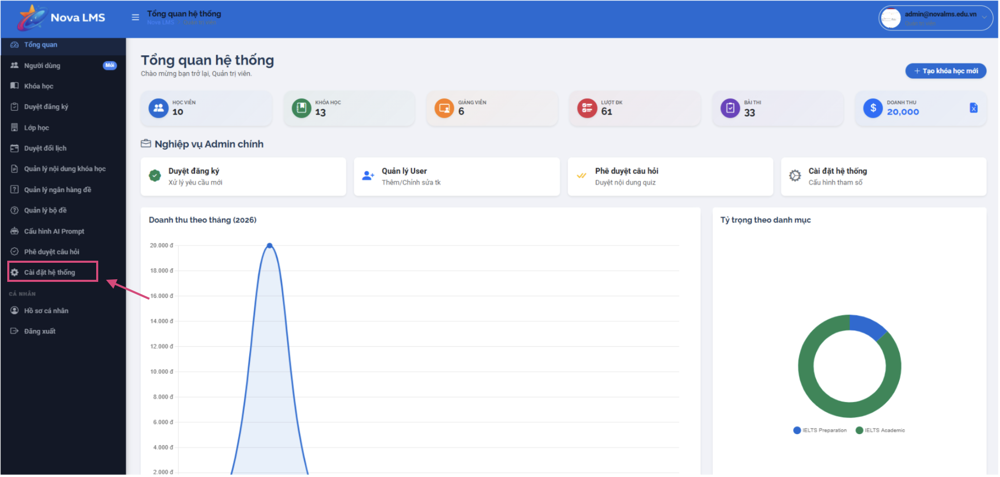 Nova LMS
Tổng quan hệ thống
Nova LMS / Quản trị viên
admin@novalms.edu.vn
Quản trị viên
Tổng quan
Người dùng
Mới
Khóa học
Duyệt đăng ký
Lớp học
Duyệt đổi lịch
Quản lý nội dung khóa học
Quản lý ngân hàng đề
Quản lý bộ đề
Cấu hình AI Prompt
Phê duyệt câu hỏi
Cài đặt hệ thống
CÁ NHÂN
Hồ sơ cá nhân
Đăng xuất
Tổng quan hệ thống
Chào mừng bạn trở lại, Quản trị viên.
+ Tạo khóa học mới
HỌC VIÊN
10
KHÓA HỌC
13
GIẢNG VIÊN
6
LƯỢT ĐK
61
BÀI THI
33
DOANH THU
20,000
Nghiệp vụ Admin chính
Duyệt đăng ký
Xử lý yêu cầu mới
Quản lý User
Thêm/Chỉnh sửa tk
Phê duyệt câu hỏi
Duyệt nội dung quiz
Cài đặt hệ thống
Cấu hình tham số
Doanh thu theo tháng (2026)
20.000 đ
18.000 đ
16.000 đ
14.000 đ
12.000 đ
10.000 đ
8.000 đ
6.000 đ
4.000 đ
2.000 đ
Tỷ trọng theo danh mục
IELTS Preparation
IELTS Academic